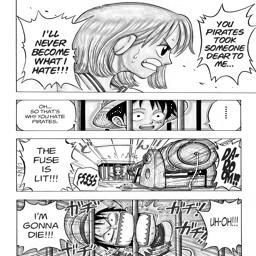 YOU
PIRATES
TOOK
SOMEONE
DEAR TO
ME...
I'LL
NEVER
BECOME
WHAT I
HATE!!!
........
OH...
SO THAT'S
WHY YOU HATE
PIRATES.
THE
FUSE
IS
LIT!!!
FSSSS
UH-OH!!!
I'M
GONNA
DIE!!!